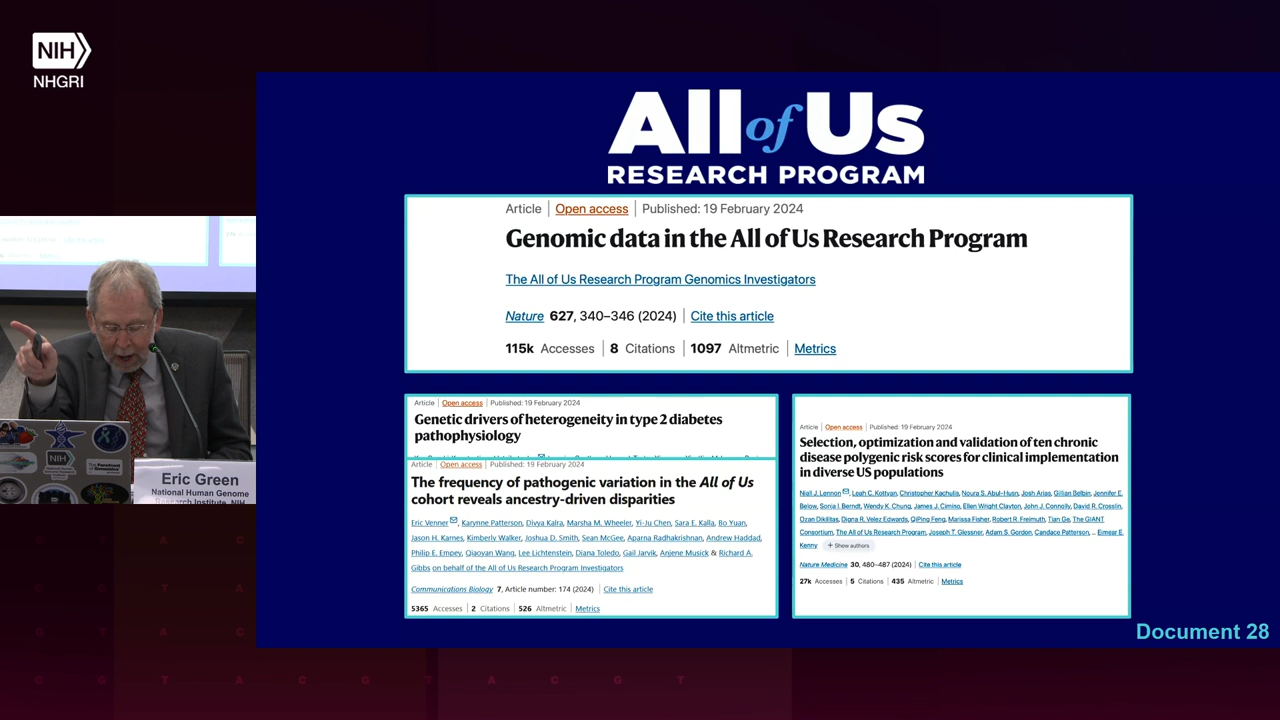 NIH
NHGRI
All of Us
RESEARCH PROGRAM
Article | Open access | Published: 19 February 2024
Genomic data in the All of Us Research Program
The All of Us Research Program Genomics Investigators
Nature 627, 340–346 (2024) | Cite this article
115k Accesses | 8 Citations | 1097 Altmetric | Metrics
Article | Open access | Published: 19 February 2024
Genetic drivers of heterogeneity in type 2 diabetes
pathophysiology
Article | Open access | Published: 19 February 2024
The frequency of pathogenic variation in the All of Us
cohort reveals ancestry-driven disparities
Eric Venner, Karynne Patterson, Divya Kalra, Marsha M. Wheeler, Yi-Ju Chen, Sara E. Kalla, Bo Yuan,
Jason H. Karnes, Kimberly Walker, Joshua D. Smith, Sean McGee, Aparna Radhakrishnan, Andrew Haddad,
Philip E. Empey, Qiaoyan Wang, Lee Lichtenstein, Diana Toledo, Gail Jarvik, Anjene Musick & Richard A.
Gibbs on behalf of the All of Us Research Program Investigators
Communications Biology 7, Article number: 174 (2024) | Cite this article
5365 Accesses | 2 Citations | 526 Altmetric | Metrics
Article | Open access | Published: 19 February 2024
Selection, optimization and validation of ten chronic
disease polygenic risk scores for clinical implementation
in diverse US populations
Niall J. Lennon, Leah C. Kottyan, Christopher Kachulis, Noura S. Abul-Husn, Josh Arias, Gillian Belbin, Jennifer E.
Below, Sonja I. Berndt, Wendy K. Chung, James J. Cimino, Ellen Wright Clayton, John J. Connolly, David R. Crosslin,
Ozan Dikilitas, Digna R. Velez Edwards, QiPing Feng, Marissa Fisher, Robert R. Freimuth, Tian Ge, The GIANT
Consortium, The All of Us Research Program, Joseph T. Glessner, Adam S. Gordon, Candace Patterson, … Eimear E.
Kenny + Show authors
Nature Medicine 30, 480–487 (2024) | Cite this article
27k Accesses | 5 Citations | 435 Altmetric | Metrics
Document 28
NIH
The Forefront
of Genomics
Eric Green
National Human Genome
Research Institute, NIH
C G T A C G T A C G T